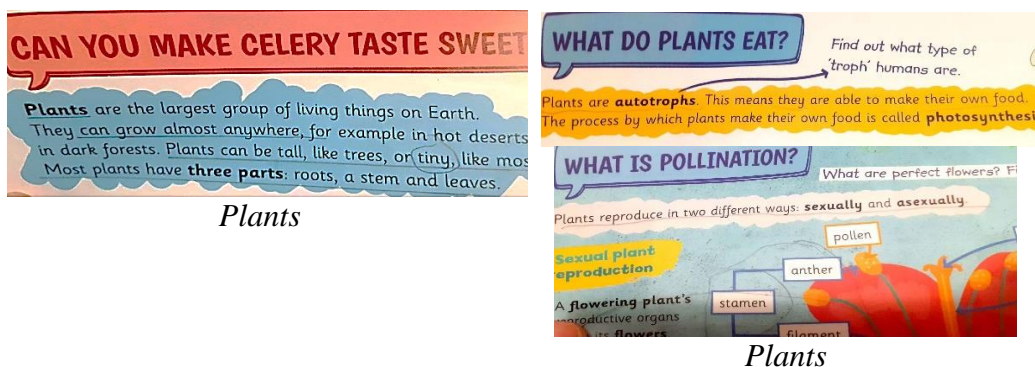 CAN YOU MAKE CELERY TASTE SWEET
Plants are the largest group of living things on Earth.
They can grow almost anywhere, for example in hot deserts
in dark forests. Plants can be tall, like trees, or tiny, like
Most plants have three parts: roots, a stem and leaves.
Plants
WHAT DO PLANTS EAT?
Find out what type of
'troph' humans are.
Plants are autotrophs. This means they are able to make their own food.
The process by which plants make their own food is called
WHAT IS POLLINATION?
What are perfect flowers?
Plants reproduce in two different ways: sexually and asexually.
Sexual plant
pollen
anther
stamen
A flowering plant's
organs
its flowers
filament
Plants